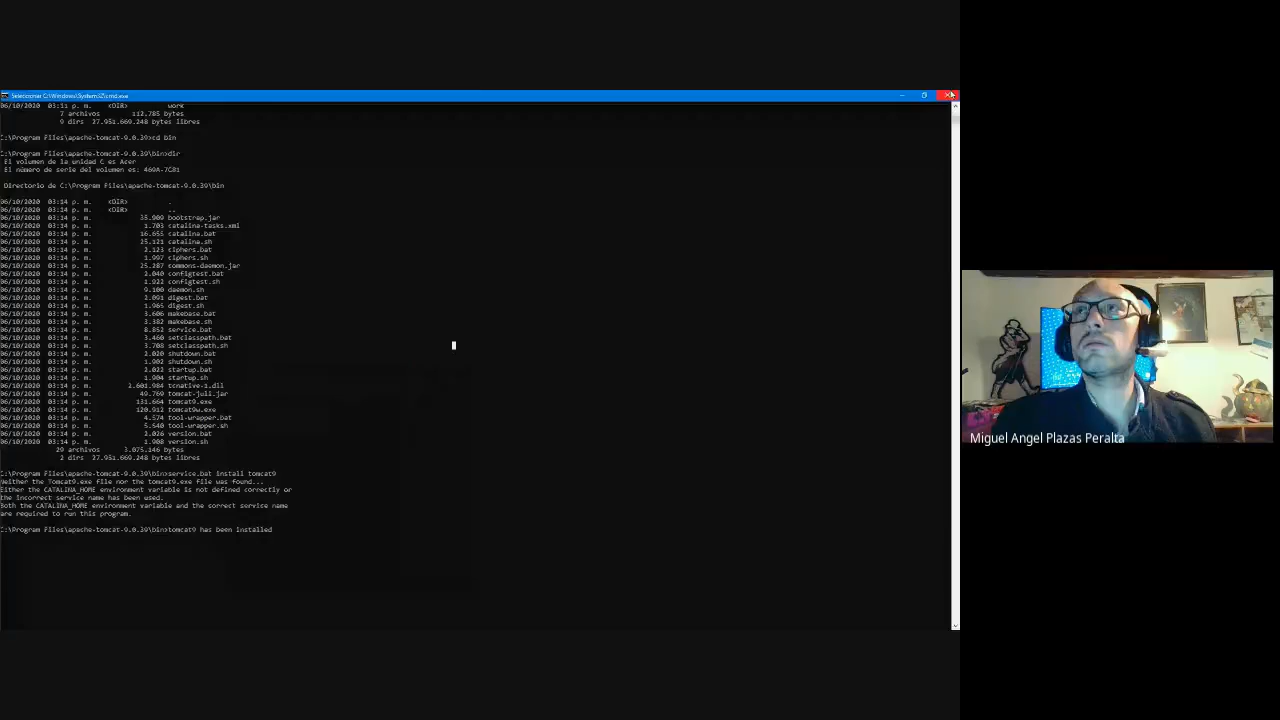 Seleccionar C:\Windows\System32\cmd.exe
06/10/2020 03:11 p. m. <DIR> work
7 archivos 112.785 bytes
9 dirs 27.951.669.248 bytes libres
C:\Program Files\apache-tomcat-9.0.39>cd bin
C:\Program Files\apache-tomcat-9.0.39\bin>dir
El volumen de la unidad C es Acer
El número de serie del volumen es: 469A-7C81
Directorio de C:\Program Files\apache-tomcat-9.0.39\bin
06/10/2020 03:14 p. m. <DIR> .
06/10/2020 03:14 p. m. <DIR> ..
06/10/2020 03:14 p. m. 35.909 bootstrap.jar
06/10/2020 03:14 p. m. 1.703 catalina-tasks.xml
06/10/2020 03:14 p. m. 16.655 catalina.bat
06/10/2020 03:14 p. m. 25.121 catalina.sh
06/10/2020 03:14 p. m. 2.123 ciphers.bat
06/10/2020 03:14 p. m. 1.997 ciphers.sh
06/10/2020 03:14 p. m. 25.287 commons-daemon.jar
06/10/2020 03:14 p. m. 2.040 configtest.bat
06/10/2020 03:14 p. m. 1.922 configtest.sh
06/10/2020 03:14 p. m. 9.100 daemon.sh
06/10/2020 03:14 p. m. 2.091 digest.bat
06/10/2020 03:14 p. m. 1.965 digest.sh
06/10/2020 03:14 p. m. 3.606 makebase.bat
06/10/2020 03:14 p. m. 3.382 makebase.sh
06/10/2020 03:14 p. m. 8.852 service.bat
06/10/2020 03:14 p. m. 3.460 setclasspath.bat
06/10/2020 03:14 p. m. 3.708 setclasspath.sh
06/10/2020 03:14 p. m. 2.020 shutdown.bat
06/10/2020 03:14 p. m. 1.902 shutdown.sh
06/10/2020 03:14 p. m. 2.022 startup.bat
06/10/2020 03:14 p. m. 1.904 startup.sh
06/10/2020 03:14 p. m. 2.601.984 tcnative-1.dll
06/10/2020 03:14 p. m. 49.769 tomcat-juli.jar
06/10/2020 03:14 p. m. 131.664 tomcat9.exe
06/10/2020 03:14 p. m. 120.912 tomcat9w.exe
06/10/2020 03:14 p. m. 4.574 tool-wrapper.bat
06/10/2020 03:14 p. m. 5.540 tool-wrapper.sh
06/10/2020 03:14 p. m. 2.026 version.bat
06/10/2020 03:14 p. m. 1.908 version.sh
29 archivos 3.075.146 bytes
2 dirs 27.951.669.248 bytes libres
C:\Program Files\apache-tomcat-9.0.39\bin>service.bat install tomcat9
Neither the Tomcat9.exe file nor the tomcat9.exe file was found...
Either the CATALINA_HOME environment variable is not defined correctly or
the incorrect service name has been used.
Both the CATALINA_HOME environment variable and the correct service name
are required to run this program.
C:\Program Files\apache-tomcat-9.0.39\bin>tomcat9 has been installed
Miguel Angel Plazas Peralta